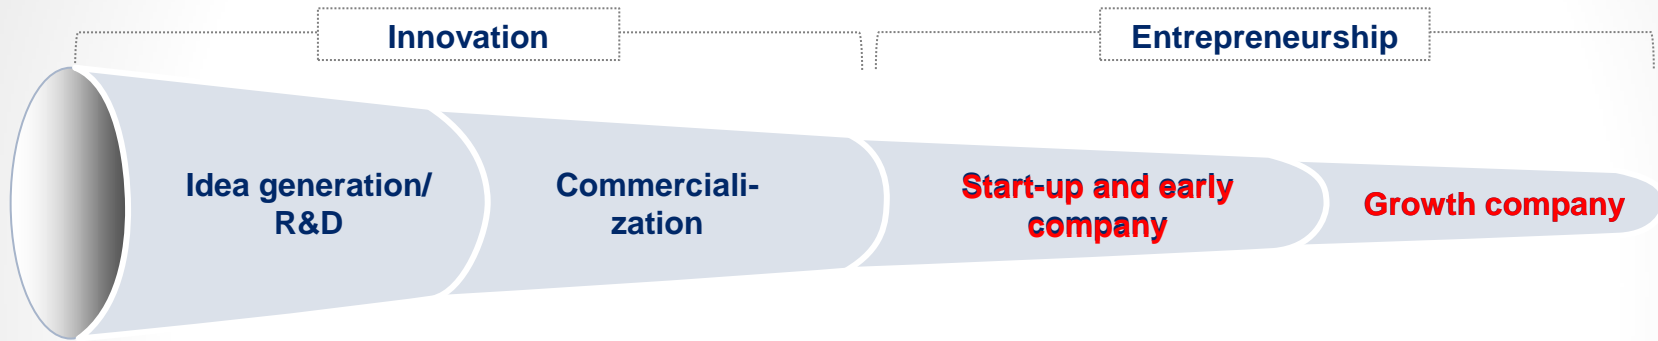 Innovation
Entrepreneurship
Idea generation/
R&D
Commerciali-
zation
Start-up and early
company
Growth company